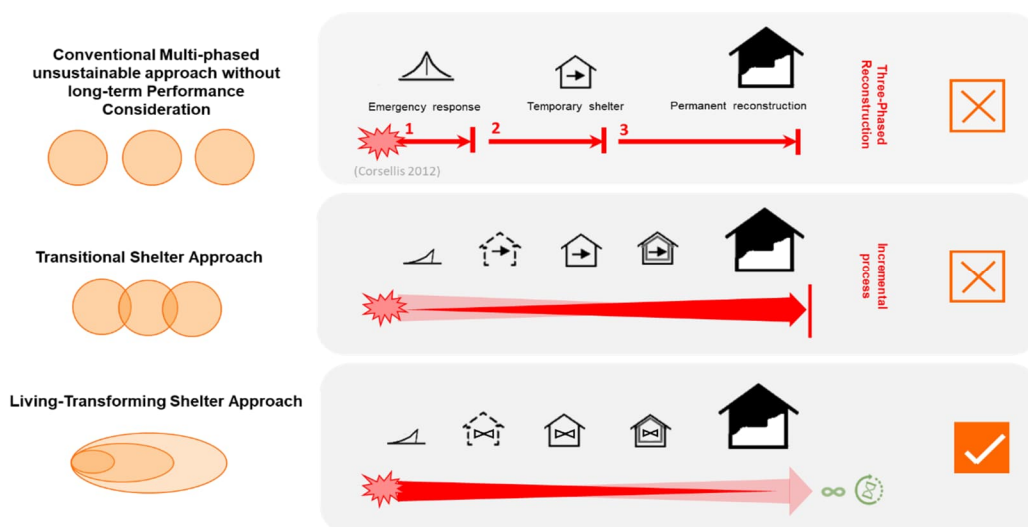 Conventional Multi-phased
unsustainable approach without
long-term Performance
Consideration
Emergency response
Temporary shelter
Permanent reconstruction
1
2
3
(Corsellis 2012)
Three-Phased
Reconstruction
Transitional Shelter Approach
Incremental
process
Living-Transforming Shelter Approach
∞